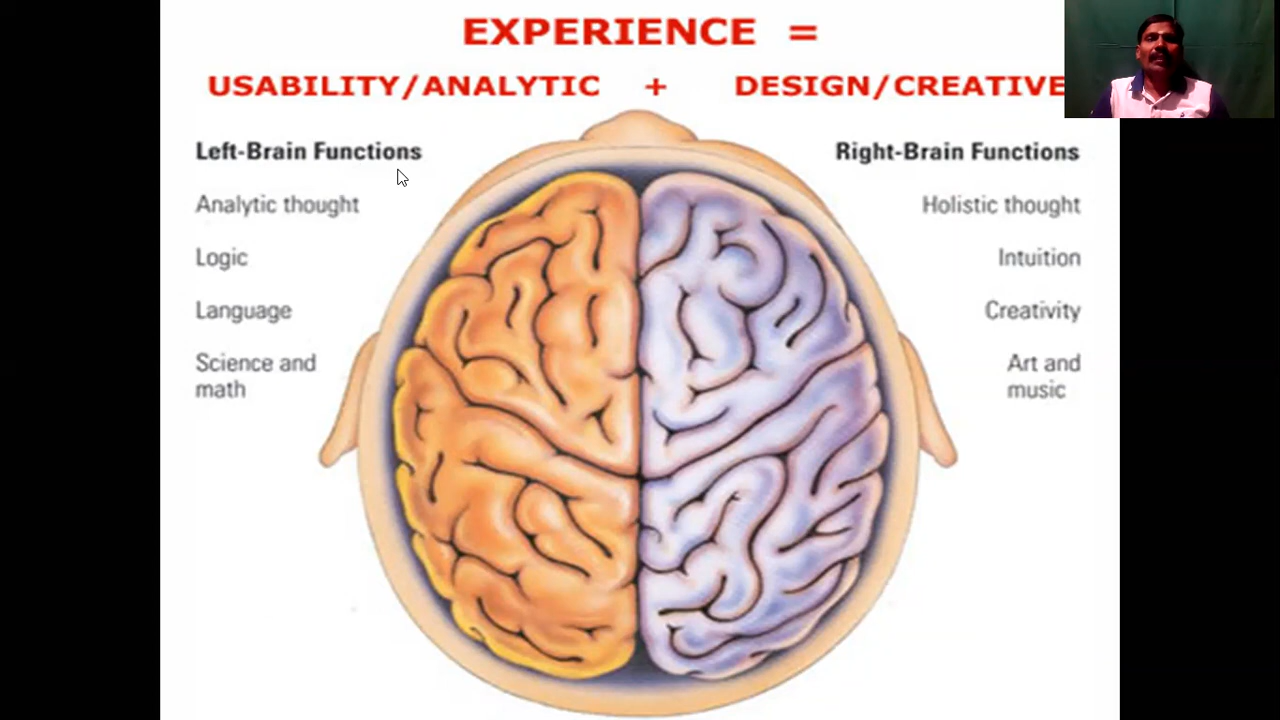 EXPERIENCE =
USABILITY/ANALYTIC + DESIGN/CREATIVE
Left-Brain Functions
Analytic thought
Logic
Language
Science and
math
Right-Brain Functions
Holistic thought
Intuition
Creativity
Art and
music